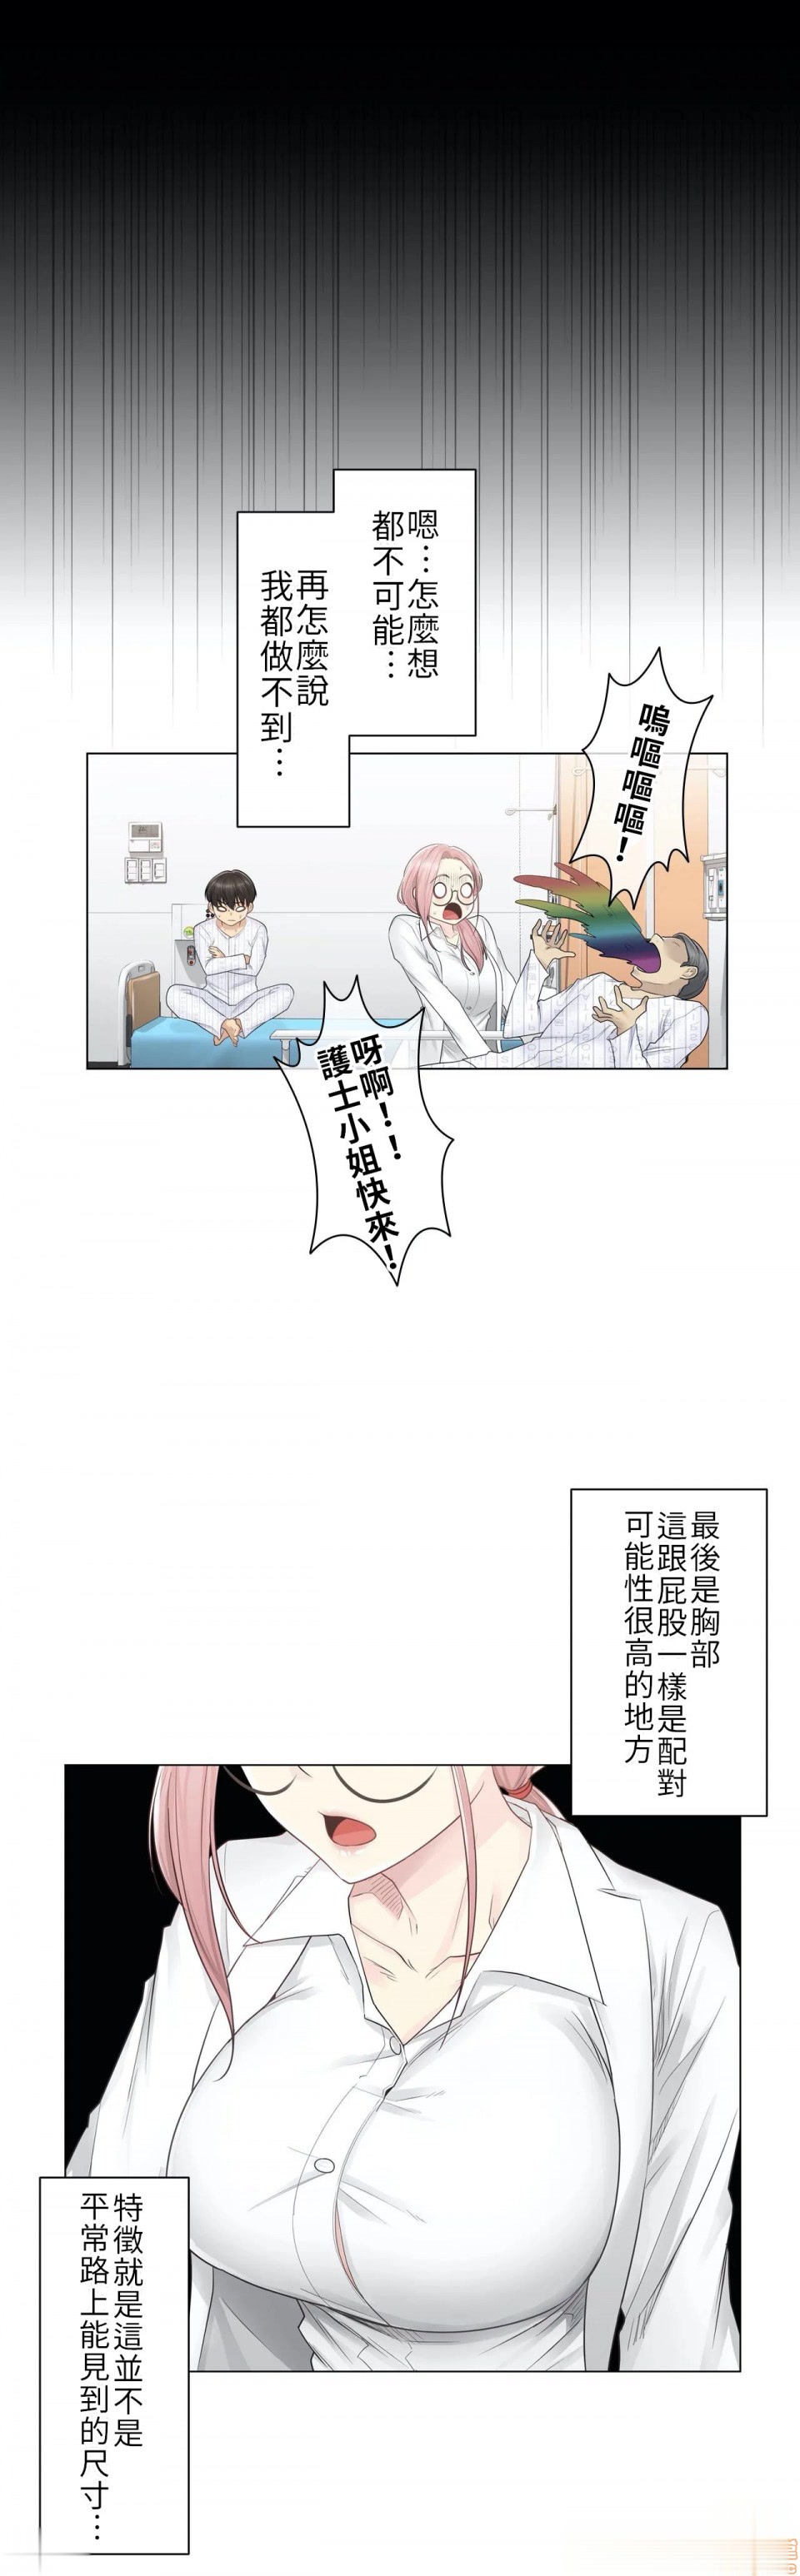 嗯…怎麼想
都不可能…
再怎麼說
我都做不到…
嗚嘔嘔嘔！
呀啊！！
護士小姐快來！
最後是胸部
這跟屁股一樣是配對
可能性很高的地方
特徵就是這並不是
平常路上能見到的尺寸…